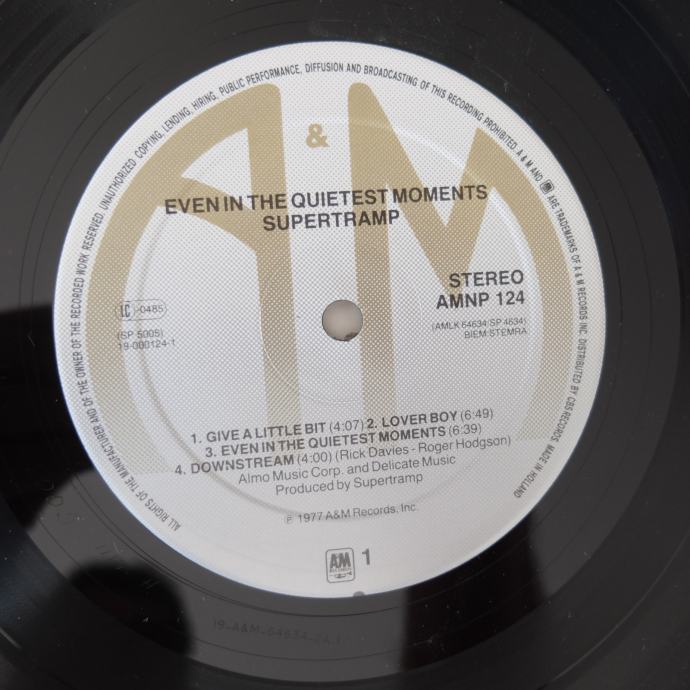 ALL RIGHTS OF THE MANUFACTURER AND OF THE OWNER OF THE RECORDED WORK RESERVED. UNAUTHORIZED COPYING, LENDING, HIRING, PUBLIC PERFORMANCE, DIFFUSION AND BROADCASTING OF THIS RECORDING PROHIBITED. A & M AND ARE TRADEMARKS OF A & M RECORDS INC. DISTRIBUTED BY CBS RECORDS. MADE IN HOLLAND
A & M
EVEN IN THE QUIETEST MOMENTS
SUPERTRAMP
STEREO
AMNP 124
(AMLK 64634 SP 4634)
BIEM:STEMRA
LC -0485
(SP 5005)
19-000124-1
1. GIVE A LITTLE BIT (4:07) 2. LOVER BOY (6:49)
3. EVEN IN THE QUIETEST MOMENTS (6:39)
4. DOWNSTREAM (4:00) (Rick Davies - Roger Hodgson)
Almo Music Corp. and Delicate Music
Produced by Supertramp
℗ 1977 A&M Records, Inc.
AM 1